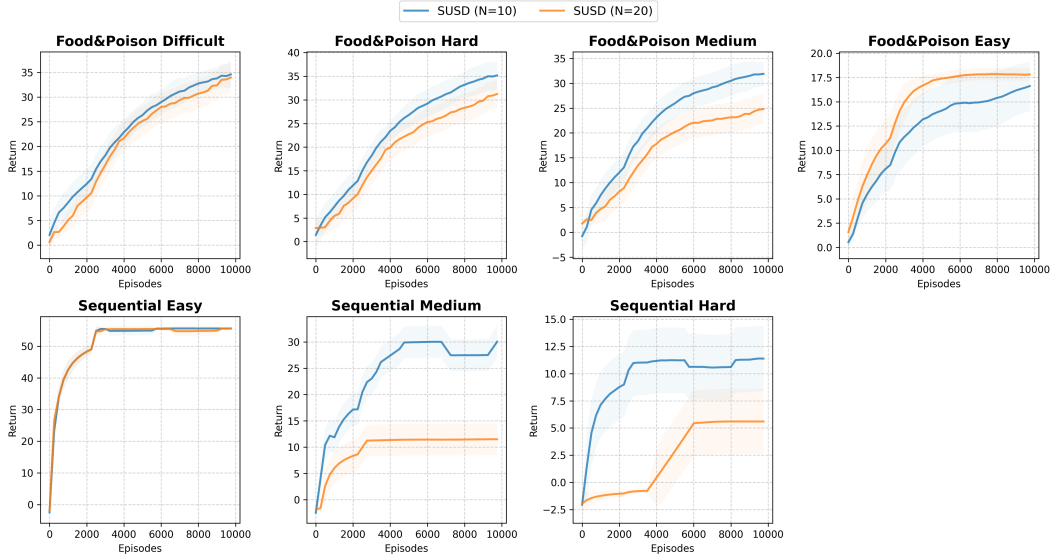 SUSD (N=10) SUSD (N=20)
Food&Poison Difficult
Return
35
30
25
20
15
10
5
0
0 2000 4000 6000 8000 10000
Episodes
Food&Poison Hard
Return
40
35
30
25
20
15
10
5
0
0 2000 4000 6000 8000 10000
Episodes
Food&Poison Medium
Return
35
30
25
20
15
10
5
0
−5
0 2000 4000 6000 8000 10000
Episodes
Food&Poison Easy
Return
20.0
17.5
15.0
12.5
10.0
7.5
5.0
2.5
0.0
0 2000 4000 6000 8000 10000
Episodes
Sequential Easy
Return
50
40
30
20
10
0
0 2000 4000 6000 8000 10000
Episodes
Sequential Medium
Return
30
25
20
15
10
5
0
0 2000 4000 6000 8000 10000
Episodes
Sequential Hard
Return
15.0
12.5
10.0
7.5
5.0
2.5
0.0
−2.5
0 2000 4000 6000 8000 10000
Episodes